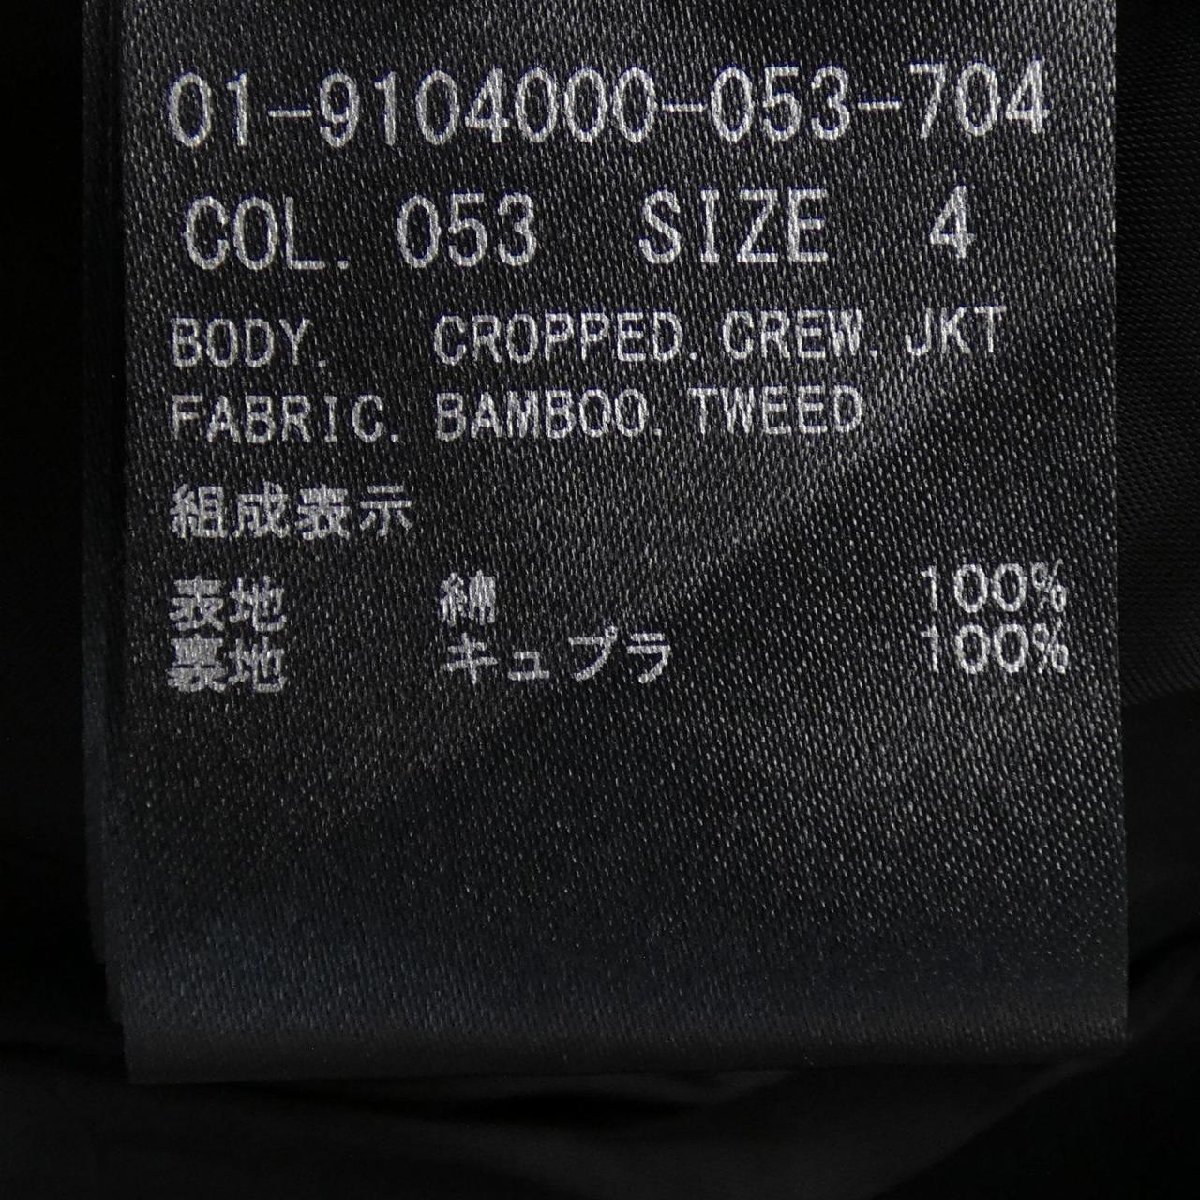 01-9104000-053-704
COL. 053 SIZE 4
BODY. CROPPED.CREW.JKT
FABRIC. BAMBOO.TWEED
組成表示
表地 綿 100%
裏地 キュプラ 100%